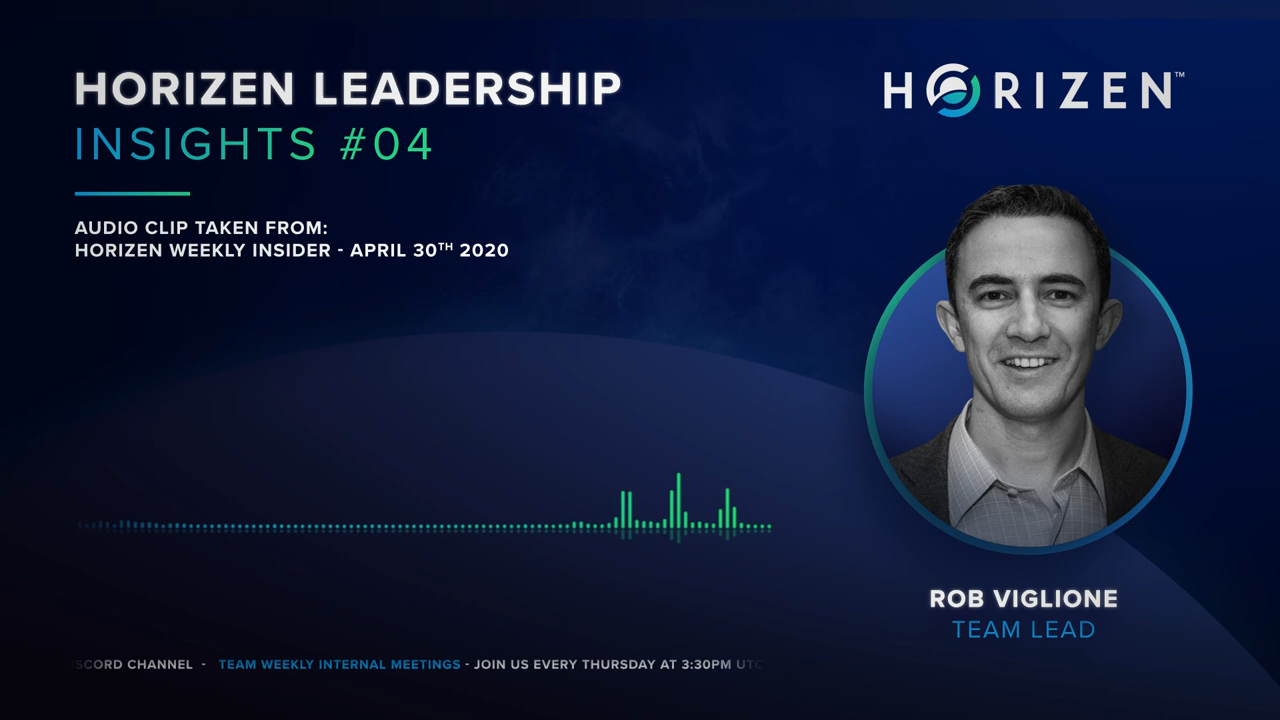 HORIZEN LEADERSHIP
INSIGHTS #04
AUDIO CLIP TAKEN FROM:
HORIZEN WEEKLY INSIDER - APRIL 30TH 2020
HORIZEN™
ROB VIGLIONE
TEAM LEAD
SCORD CHANNEL - TEAM WEEKLY INTERNAL MEETINGS - JOIN US EVERY THURSDAY AT 3:30PM UTC